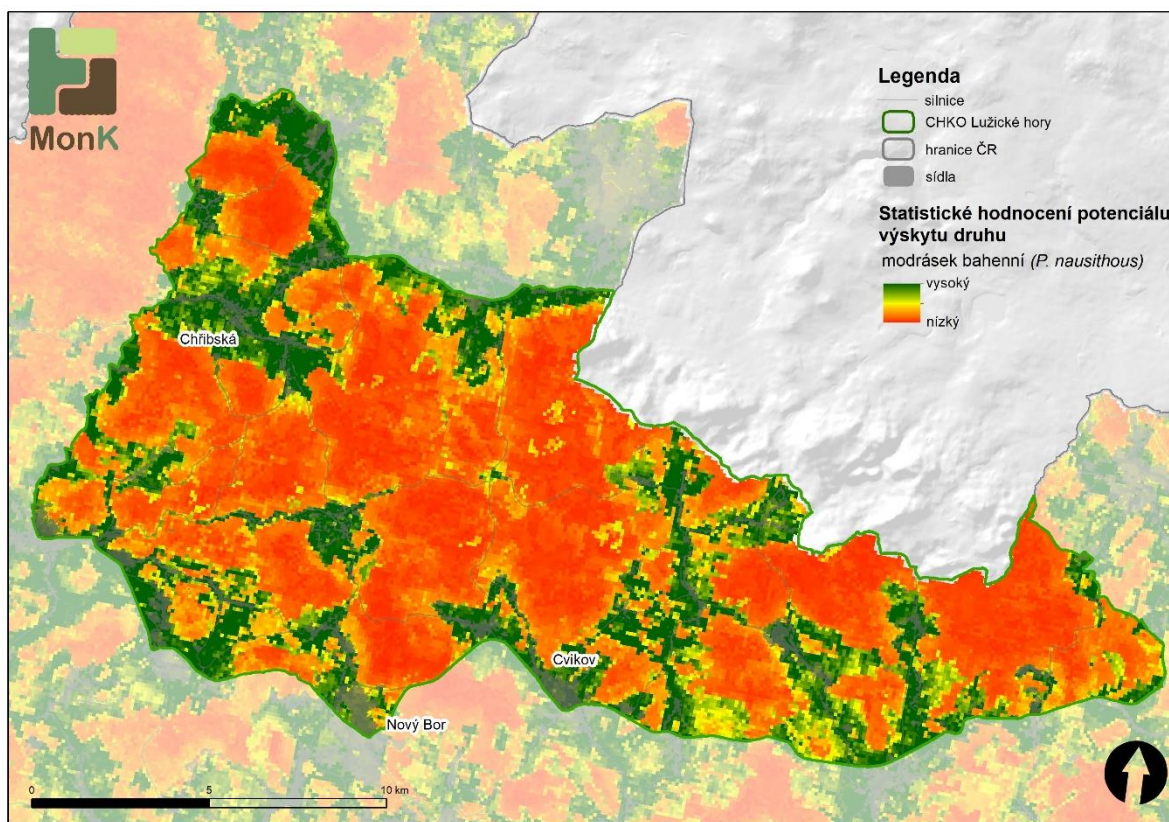 MonK
Legenda
silnice
CHKO Lužické hory
hranice ČR
sídla
Statistické hodnocení potenciálu
výskytu druhu
modrásek bahenní (P. nausithous)
vysoký
nízký
Chřibská
Cvikov
Nový Bor
0 5 10 km